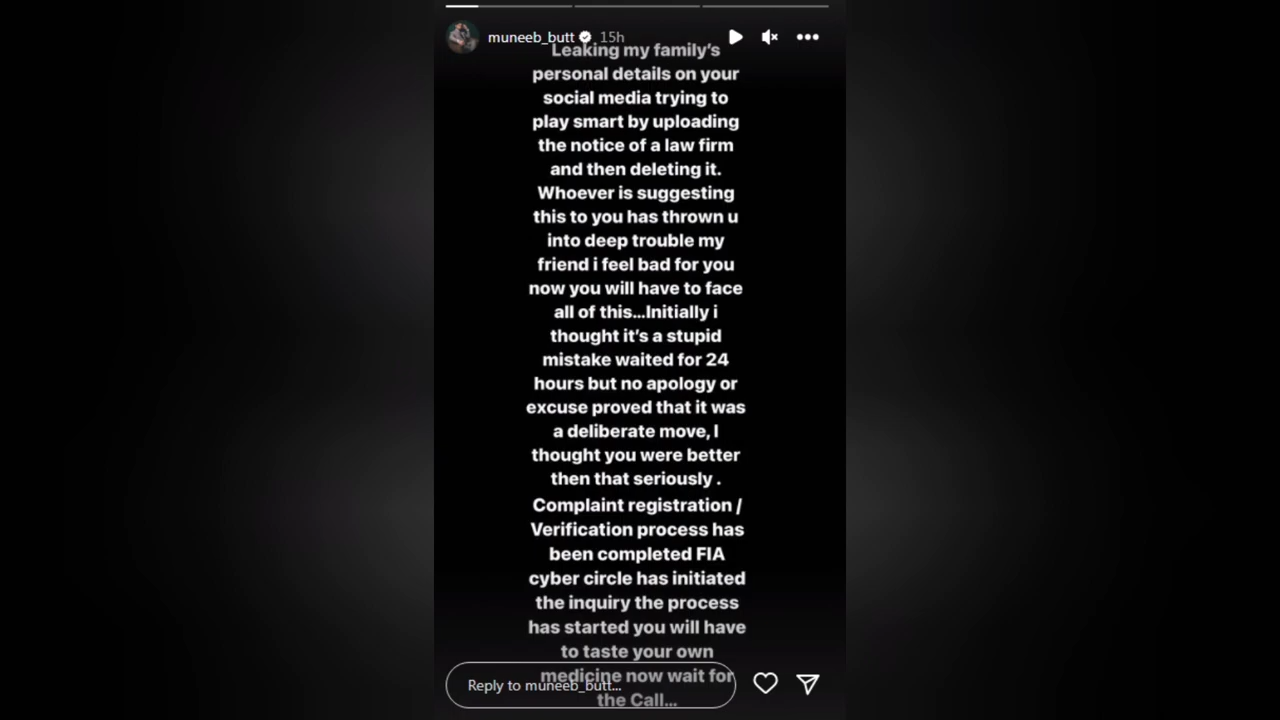 muneeb_butt 15h
Leaking my family's
personal details on your
social media trying to
play smart by uploading
the notice of a law firm
and then deleting it.
Whoever is suggesting
this to you has thrown u
into deep trouble my
friend i feel bad for you
now you will have to face
all of this...Initially i
thought it's a stupid
mistake waited for 24
hours but no apology or
excuse proved that it was
a deliberate move, I
thought you were better
then that seriously .
Complaint registration /
Verification process has
been completed FIA
cyber circle has initiated
the inquiry the process
has started you will have
to taste your own
medicine now wait for
Reply to muneeb_butt...
the Call...